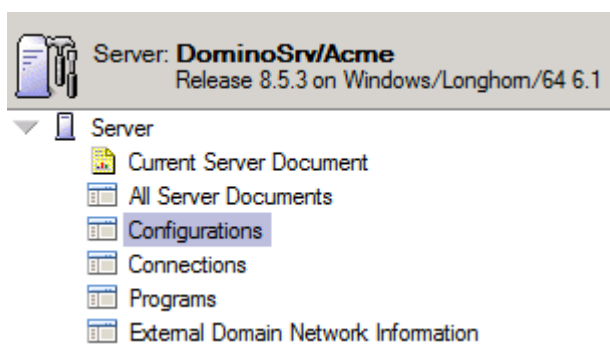 Server: DominoSrv/Acme
Release 8.5.3 on Windows/Longhorn/64 6.1
Server
Current Server Document
All Server Documents
Configurations
Connections
Programs
External Domain Network Information